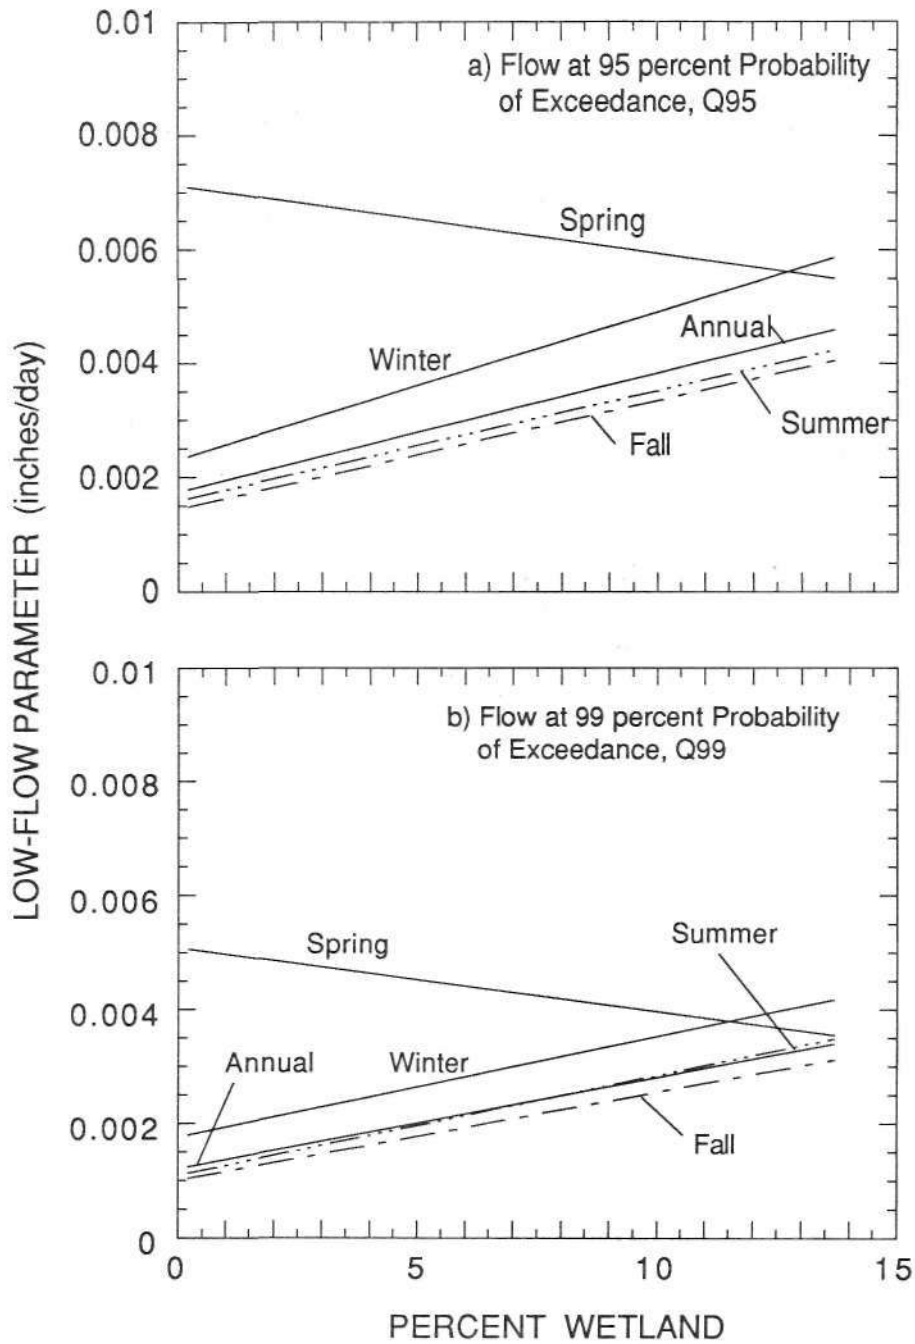 LOW-FLOW PARAMETER (inches/day)
0.01
0.008
0.006
0.004
0.002
0
a) Flow at 95 percent Probability
of Exceedance, Q95
Spring
Annual
Winter
Summer
Fall
0.01
0.008
0.006
0.004
0.002
0
b) Flow at 99 percent Probability
of Exceedance, Q99
Summer
Spring
Annual
Winter
Fall
0 5 10 15
PERCENT WETLAND